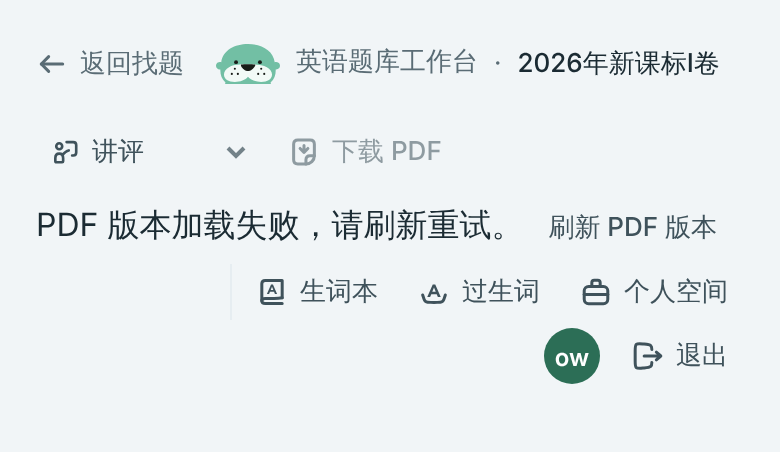 返回找题 英语题库工作台 · 2026年新课标I卷
讲评 下载 PDF
PDF 版本加载失败，请刷新重试。 刷新 PDF 版本
A 生词本 A 过生词 个人空间
ow 退出